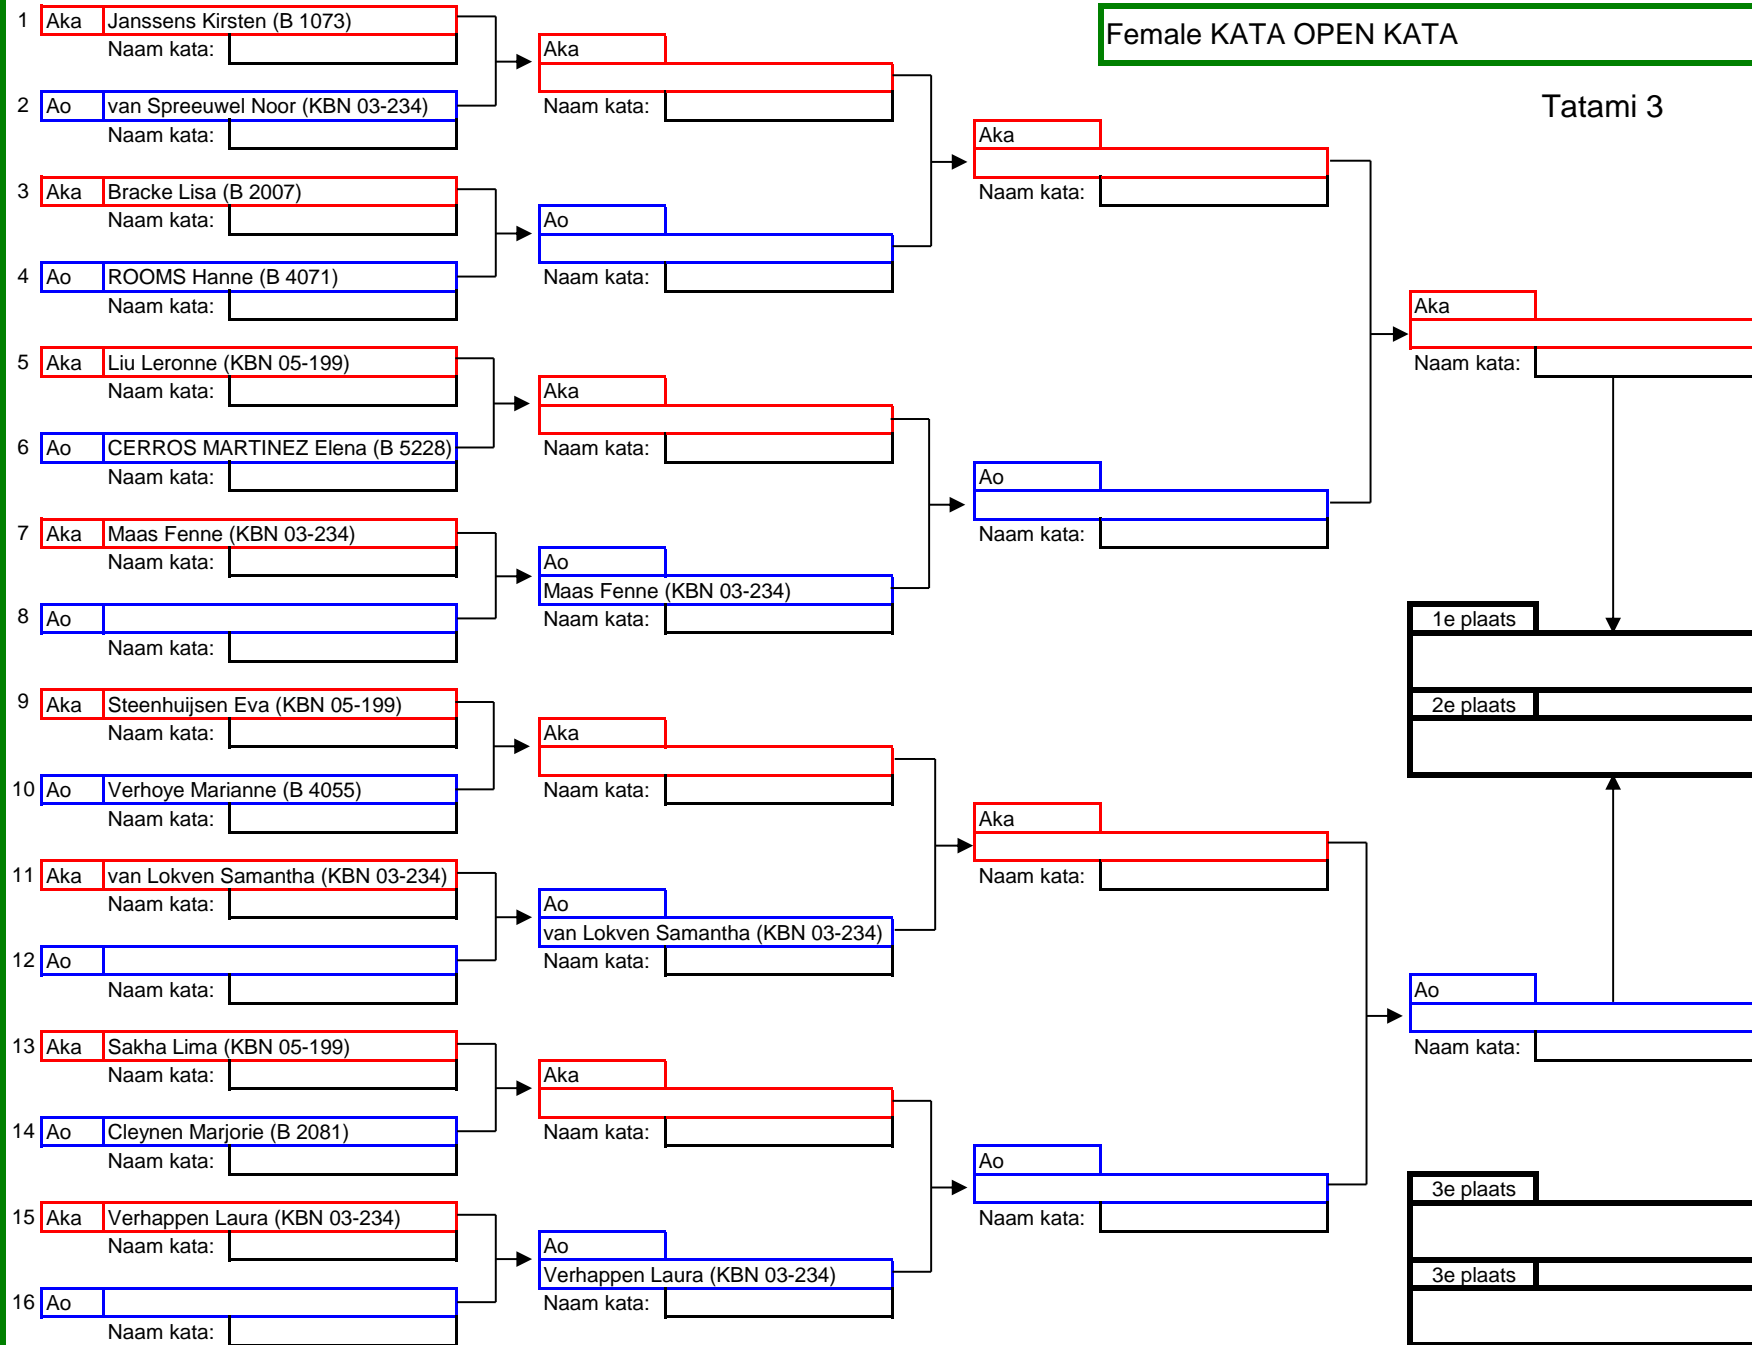 Female KATA OPEN KATA
Tatami 3
1 Aka Janssens Kirsten (B 1073)
Naam kata:
2 Ao van Spreeuwel Noor (KBN 03-234)
Naam kata:
3 Aka Bracke Lisa (B 2007)
Naam kata:
4 Ao ROOMS Hanne (B 4071)
Naam kata:
5 Aka Liu Leronne (KBN 05-199)
Naam kata:
6 Ao CERROS MARTINEZ Elena (B 5228)
Naam kata:
7 Aka Maas Fenne (KBN 03-234)
Naam kata:
8 Ao
Naam kata:
9 Aka Steenhuijsen Eva (KBN 05-199)
Naam kata:
10 Ao Verhoye Marianne (B 4055)
Naam kata:
11 Aka van Lokven Samantha (KBN 03-234)
Naam kata:
12 Ao
Naam kata:
13 Aka Sakha Lima (KBN 05-199)
Naam kata:
14 Ao Cleynen Marjorie (B 2081)
Naam kata:
15 Aka Verhappen Laura (KBN 03-234)
Naam kata:
16 Ao
Naam kata:
Aka
Naam kata:
Ao
Naam kata:
Aka
Naam kata:
Ao
Maas Fenne (KBN 03-234)
Naam kata:
Aka
Naam kata:
Ao
van Lokven Samantha (KBN 03-234)
Naam kata:
Aka
Naam kata:
Ao
Verhappen Laura (KBN 03-234)
Naam kata:
Aka
Naam kata:
Ao
Naam kata:
Aka
Naam kata:
Ao
Naam kata:
Aka
Naam kata:
1e plaats
2e plaats
Ao
Naam kata:
3e plaats
3e plaats